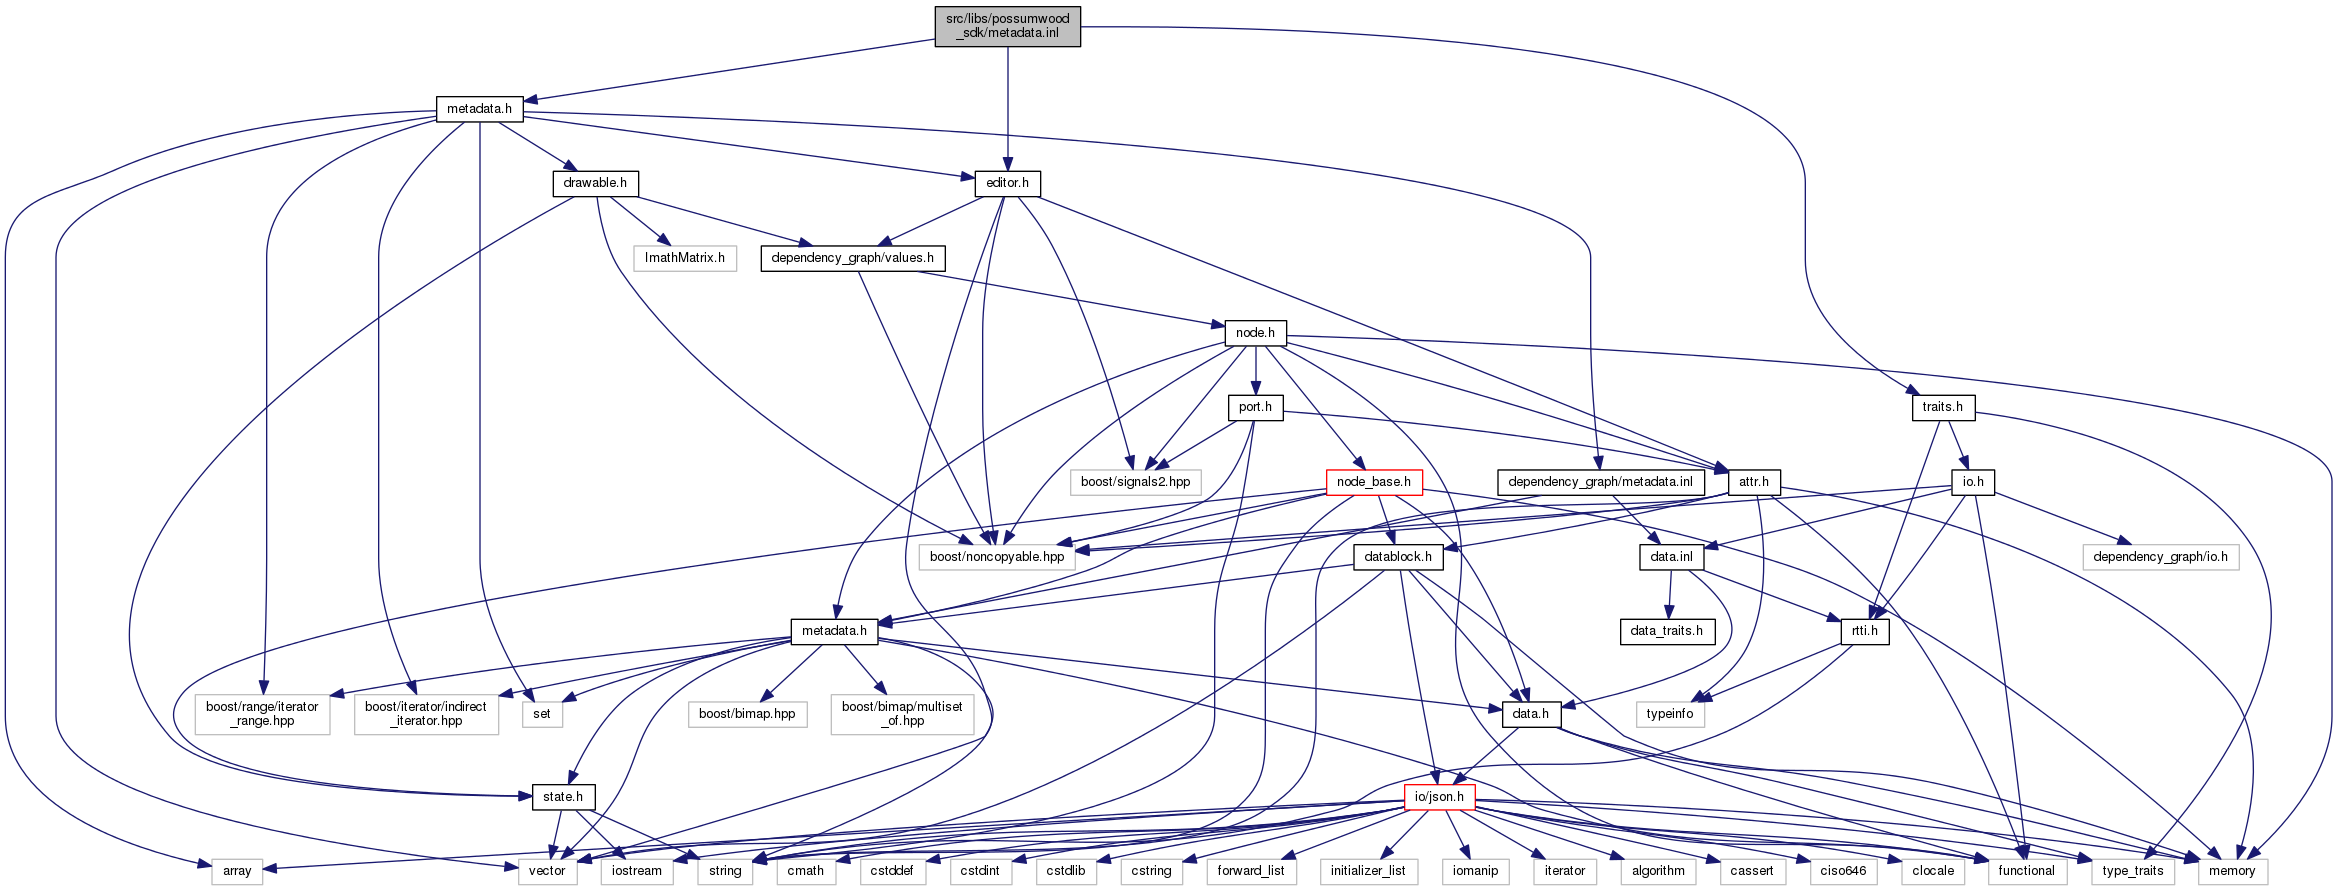 src/libs/possumwood
_sdk/metadata.inl
metadata.h
drawable.h
editor.h
ImathMatrix.h
dependency_graph/values.h
node.h
port.h
traits.h
boost/signals2.hpp
node_base.h
dependency_graph/metadata.inl
attr.h
io.h
boost/noncopyable.hpp
datablock.h
data.inl
dependency_graph/io.h
metadata.h
data_traits.h
rtti.h
boost/range/iterator
_range.hpp
boost/iterator/indirect
_iterator.hpp
set
boost/bimap.hpp
boost/bimap/multiset
_of.hpp
data.h
typeinfo
state.h
io/json.h
array
vector
iostream
string
cmath
cstddef
cstdint
cstdlib
cstring
forward_list
initializer_list
iomanip
iterator
algorithm
cassert
ciso646
clocale
functional
type_traits
memory